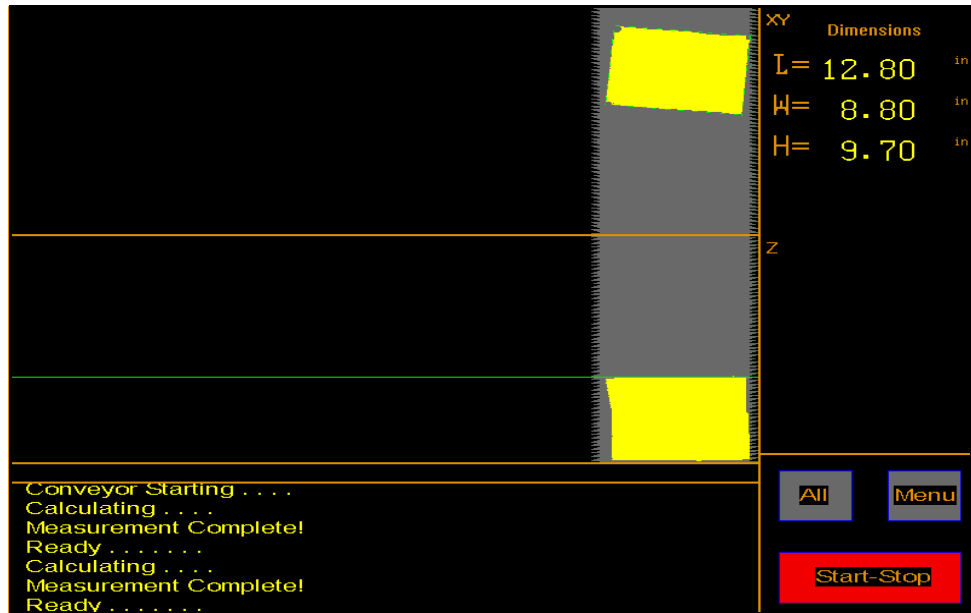 XY
Dimensions
L= 12.80 in
W= 8.80 in
H= 9.70 in
Z
Conveyor Starting . . . .
Calculating . . . .
Measurement Complete!
Ready . . . . . . .
Calculating . . . .
Measurement Complete!
Ready . . . . . . .
All
Menu
Start-Stop